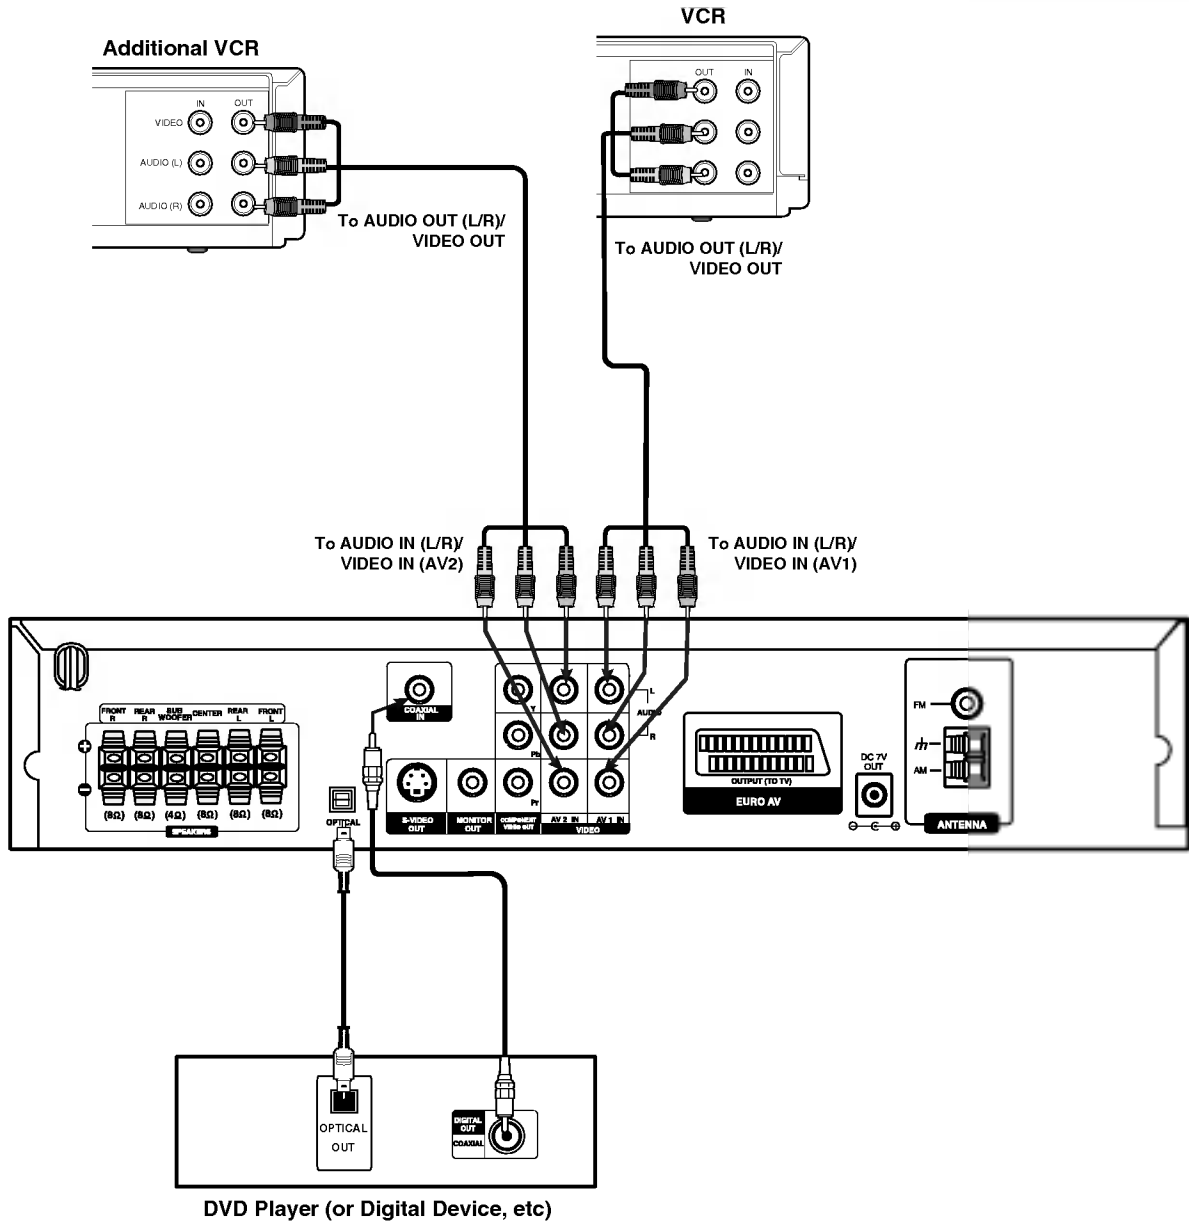 VCR
Additional VCR
OUT
IN
IN
OUT
VIDEO
AUDIO (L)
AUDIO (R)
To AUDIO OUT (L/R)/
VIDEO OUT
To AUDIO OUT (L/R)/
VIDEO OUT
To AUDIO IN (L/R)/
VIDEO IN (AV2)
To AUDIO IN (L/R)/
VIDEO IN (AV1)
FRONT
R
REAR
R
SUB
WOOFER
CENTER
REAR
L
FRONT
L
(8Ω)
(8Ω)
(4Ω)
(8Ω)
(8Ω)
(8Ω)
SPEAKERS
OPTICAL
COAXIAL
IN
Y
Pb
Pr
L
AUDIO
R
S-VIDEO
OUT
MONITOR
OUT
COMPONENT
VIDEO OUT
AV 2 IN
AV 1 IN
VIDEO
OUTPUT (TO TV)
EURO AV
DC 7V
OUT
FM
AM
ANTENNA
OPTICAL
OUT
DIGITAL
OUT
COAXIAL
DVD Player (or Digital Device, etc)